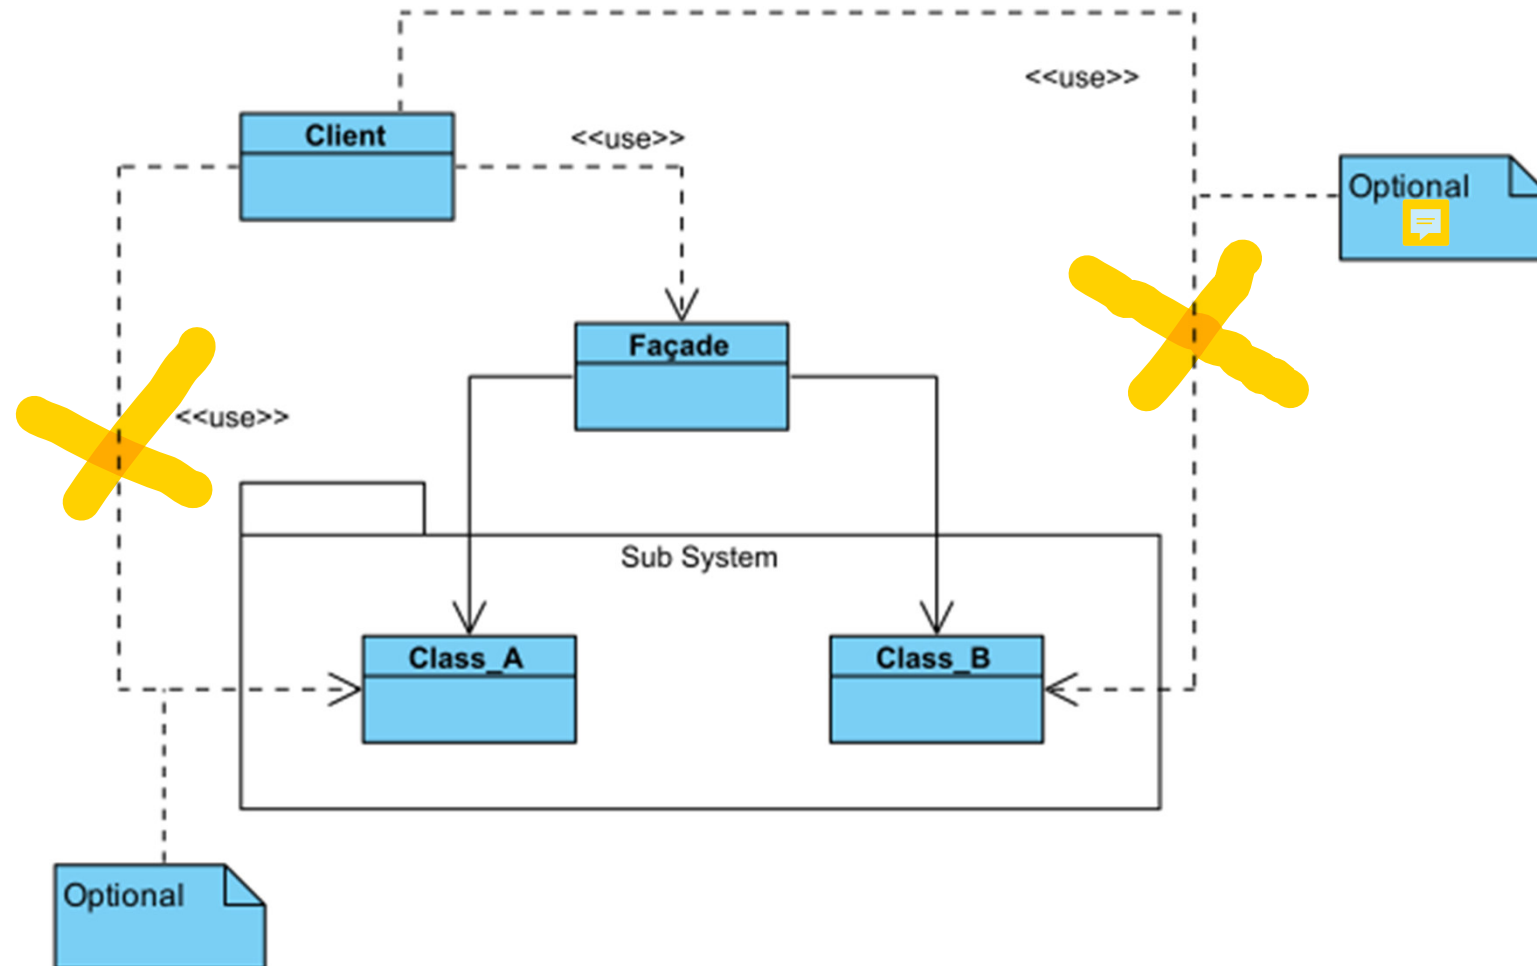 <<use>>
Client
<<use>>
Optional
Façade
<<use>>
Sub System
Class_A
Class_B
Optional